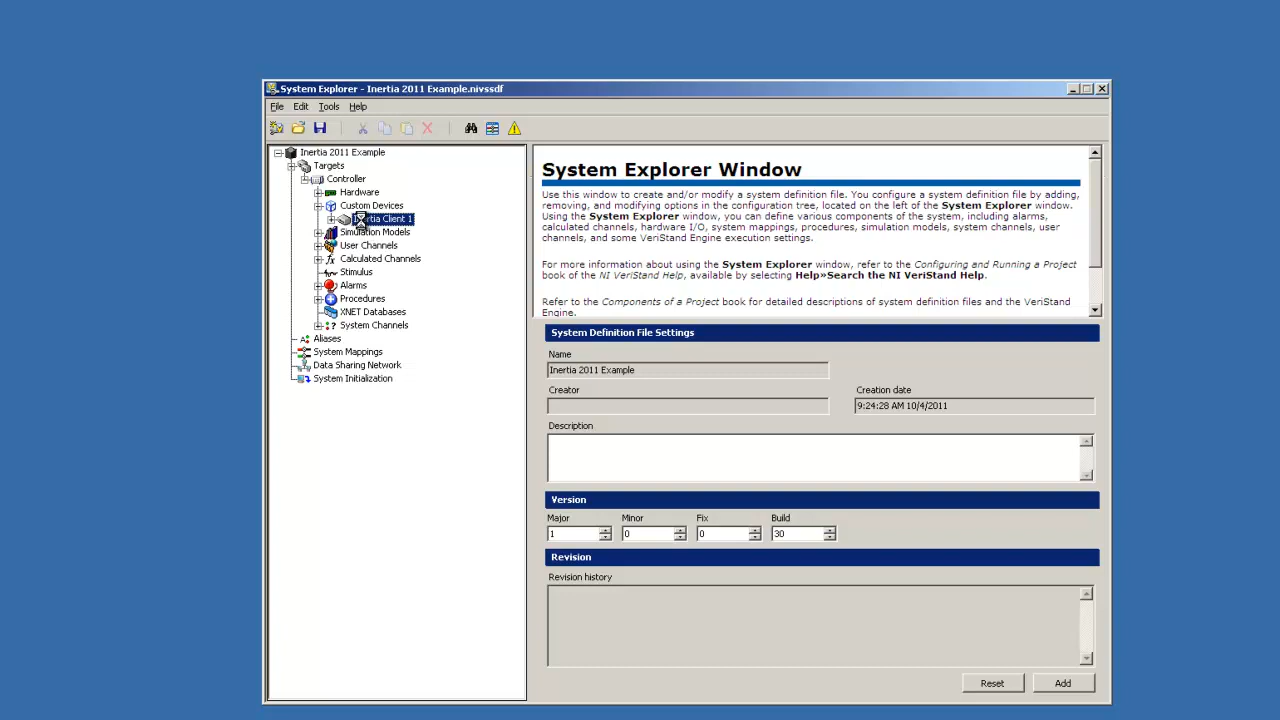 System Explorer - Inertia 2011 Example.nivssdf
File Edit Tools Help
Inertia 2011 Example
Targets
Controller
Hardware
Custom Devices
Client 1
Simulation Models
User Channels
Calculated Channels
Stimulus
Alarms
Procedures
XNET Databases
System Channels
Aliases
System Mappings
Data Sharing Network
System Initialization
System Explorer Window
Use this window to create and/or modify a system definition file. You configure a system definition file by adding,
removing, and modifying options in the configuration tree, located on the left of the System Explorer window.
Using the System Explorer window, you can define various components of the system, including alarms,
calculated channels, hardware I/O, system mappings, procedures, simulation models, system channels, user
channels, and some VeriStand Engine execution settings.
For more information about using the System Explorer window, refer to the Configuring and Running a Project
book of the NI VeriStand Help, available by selecting Help»Search the NI VeriStand Help.
Refer to the Components of a Project book for detailed descriptions of system definition files and the VeriStand
Engine.
System Definition File Settings
Name
Inertia 2011 Example
Creator
Creation date
9:24:28 AM 10/4/2011
Description
Version
Major Minor Fix Build
1 0 0 30
Revision
Revision history
Reset Add